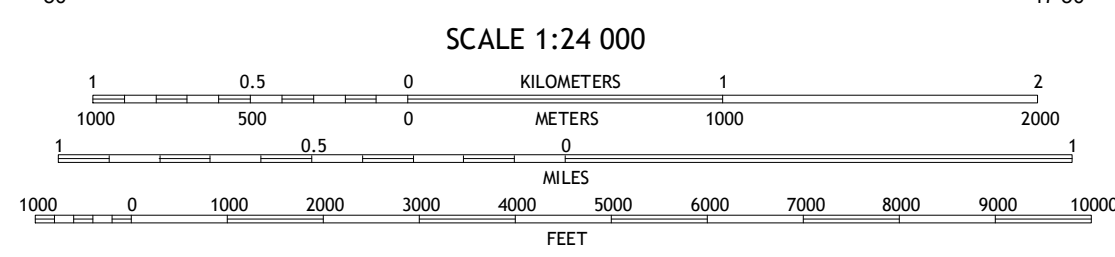 SCALE 1:24 000
1 0.5 0 KILOMETERS 1 2
1000 500 0 METERS 1000 2000
1 0.5 0 1
MILES
1000 0 1000 2000 3000 4000 5000 6000 7000 8000 9000 10000
FEET